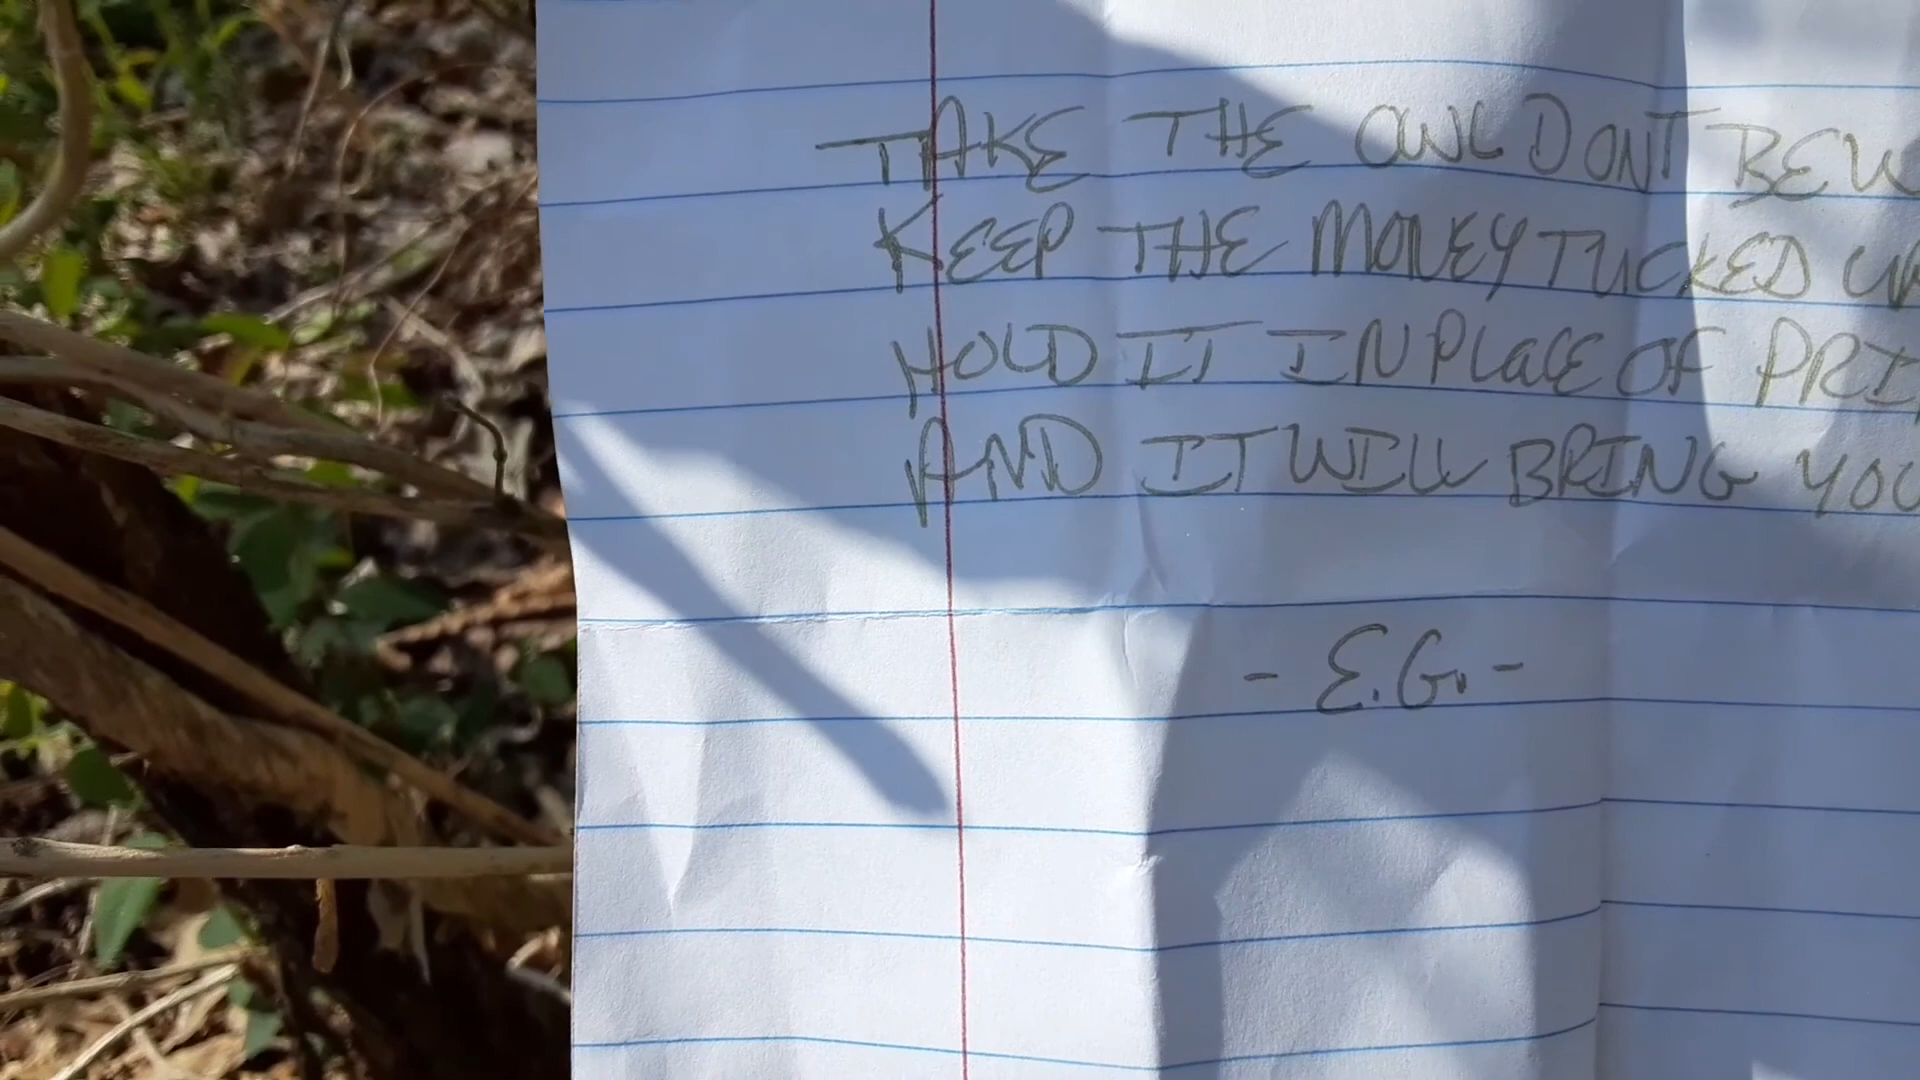 TAKE THE OWL DONT
KEEP THE MONEY TUCKED
HOLD IT IN PLaCE OF
AND IT WILL BRING YOU
- E.G. -